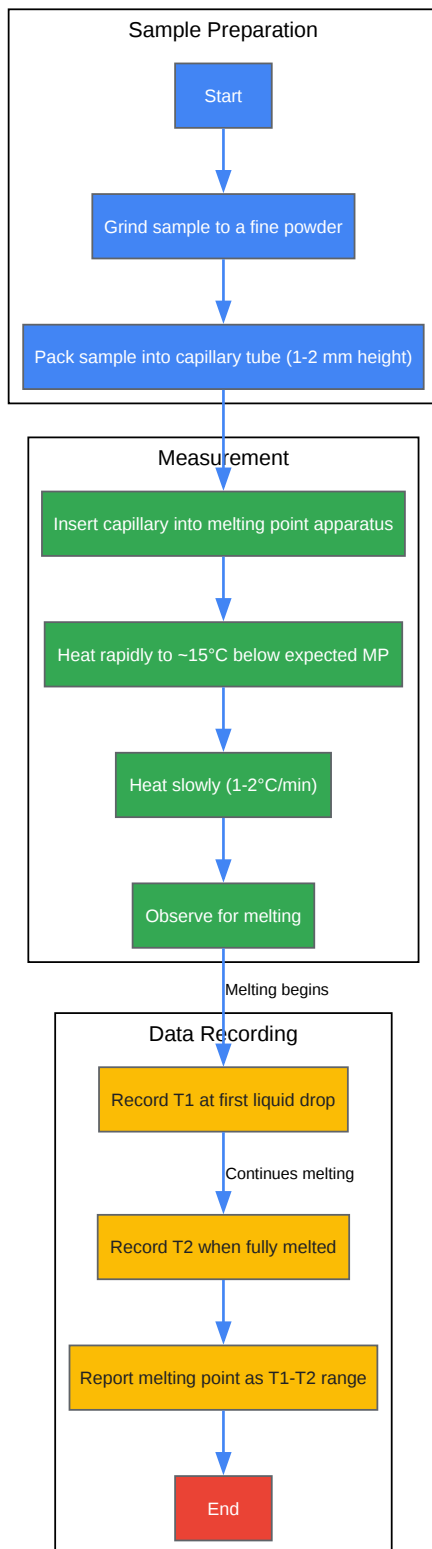 Sample Preparation
Start
Grind sample to a fine powder
Pack sample into capillary tube (1-2 mm height)
Measurement
Insert capillary into melting point apparatus
Heat rapidly to ~15°C below expected MP
Heat slowly (1-2°C/min)
Observe for melting
Melting begins
Data Recording
Record T1 at first liquid drop
Continues melting
Record T2 when fully melted
Report melting point as T1-T2 range
End